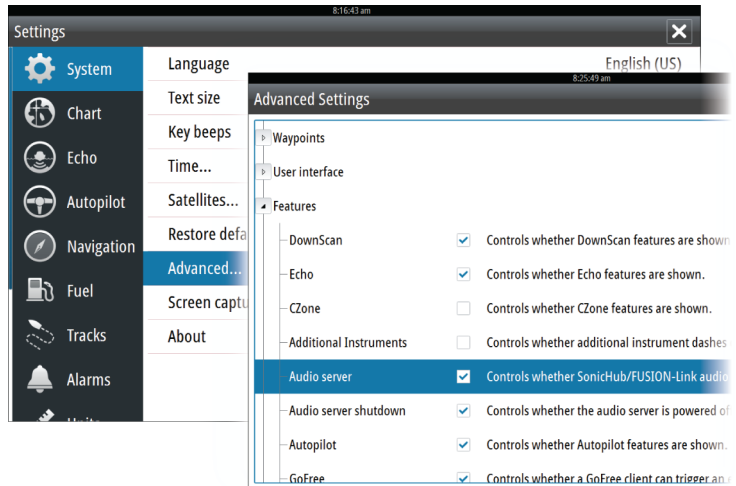 8:16:43 am
Settings
System
Chart
Echo
Autopilot
Navigation
Fuel
Tracks
Alarms
Language English (US)
Text size
Key beeps
Time...
Satellites...
Restore defa
Advanced...
Screen captu
About
8:25:49 am
Advanced Settings
Waypoints
User interface
Features
DownScan Controls whether DownScan features are shown
Echo Controls whether Echo features are shown.
CZone Controls whether CZone features are shown.
Additional Instruments Controls whether additional instrument dashes
Audio server Controls whether SonicHub/FUSION-Link audio
Audio server shutdown Controls whether the audio server is powered of
Autopilot Controls whether Autopilot features are shown.
GoFree Controls whether a GoFree client can trigger an